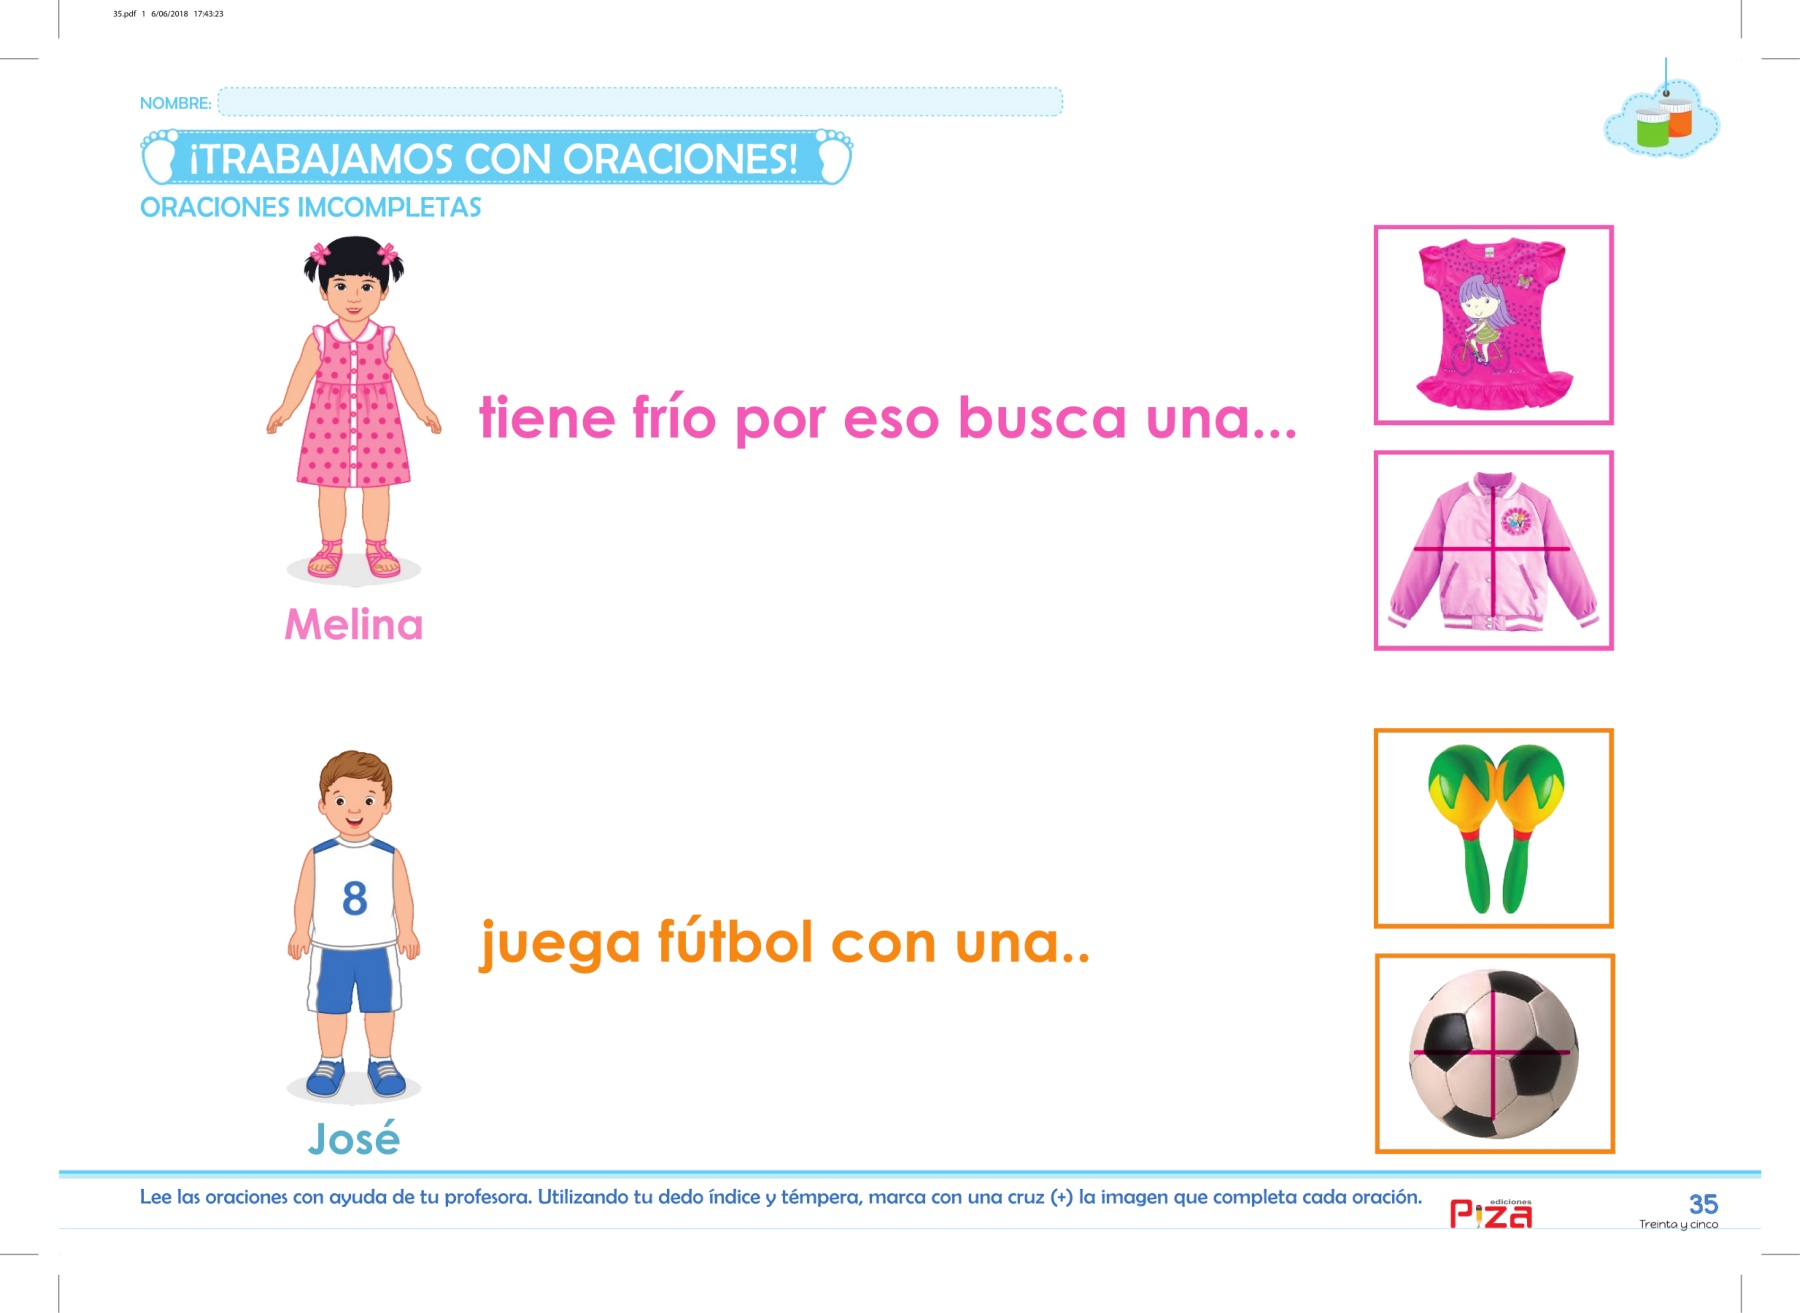 35.pdf 1 6/06/2018 17:43:23
NOMBRE:
¡TRABAJAMOS CON ORACIONES!
ORACIONES IMCOMPLETAS
tiene frío por eso busca una...
Melina
8
juega fútbol con una..
José
Lee las oraciones con ayuda de tu profesora. Utilizando tu dedo índice y témpera, marca con una cruz (+) la imagen que completa cada oración.
ediciones
Piza
35
Treinta y cinco